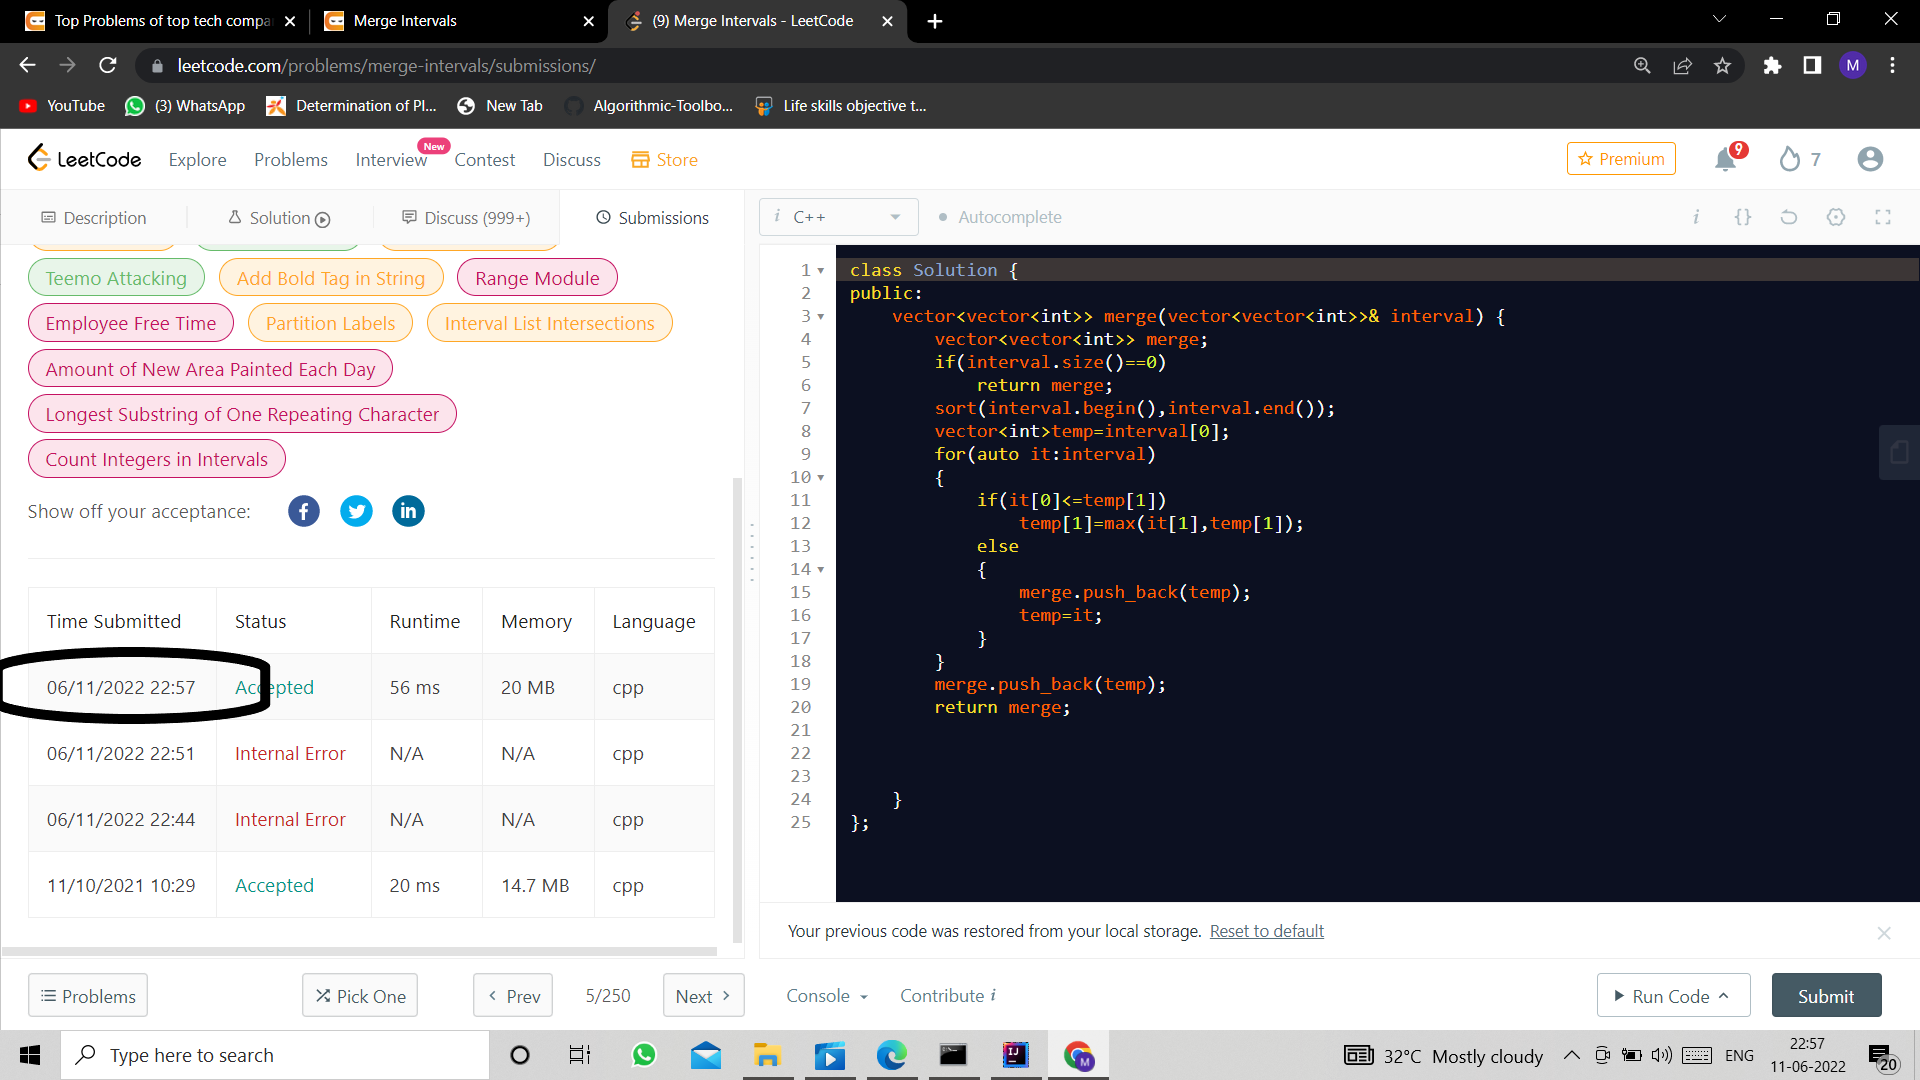 Top Problems of top tech compa
Merge Intervals
(9) Merge Intervals - LeetCode
leetcode.com/problems/merge-intervals/submissions/
M
YouTube
(3) WhatsApp
Determination of Pl...
New Tab
Algorithmic-Toolbo...
Life skills objective t...
LeetCode
Explore
Problems
Interview
New
Contest
Discuss
Store
Premium
9
7
Description
Solution
Discuss (999+)
Submissions
i C++
Autocomplete
i
{}
Teemo Attacking
Add Bold Tag in String
Range Module
Employee Free Time
Partition Labels
Interval List Intersections
Amount of New Area Painted Each Day
Longest Substring of One Repeating Character
Count Integers in Intervals
Show off your acceptance:
Time Submitted Status Runtime Memory Language
06/11/2022 22:57 Accepted 56 ms 20 MB cpp
06/11/2022 22:51 Internal Error N/A N/A cpp
06/11/2022 22:44 Internal Error N/A N/A cpp
11/10/2021 10:29 Accepted 20 ms 14.7 MB cpp
1 class Solution {
2 public:
3     vector<vector<int>> merge(vector<vector<int>>& interval) {
4         vector<vector<int>> merge;
5         if(interval.size()==0)
6             return merge;
7         sort(interval.begin(),interval.end());
8         vector<int>temp=interval[0];
9         for(auto it:interval)
10         {
11             if(it[0]<=temp[1])
12                 temp[1]=max(it[1],temp[1]);
13             else
14             {
15                 merge.push_back(temp);
16                 temp=it;
17             }
18         }
19         merge.push_back(temp);
20         return merge;
21
22
23
24     }
25 };
Your previous code was restored from your local storage. Reset to default
Problems
Pick One
Prev
5/250
Next
Console
Contribute i
Run Code
Submit
Type here to search
32°C Mostly cloudy
ENG
22:57
11-06-2022
20